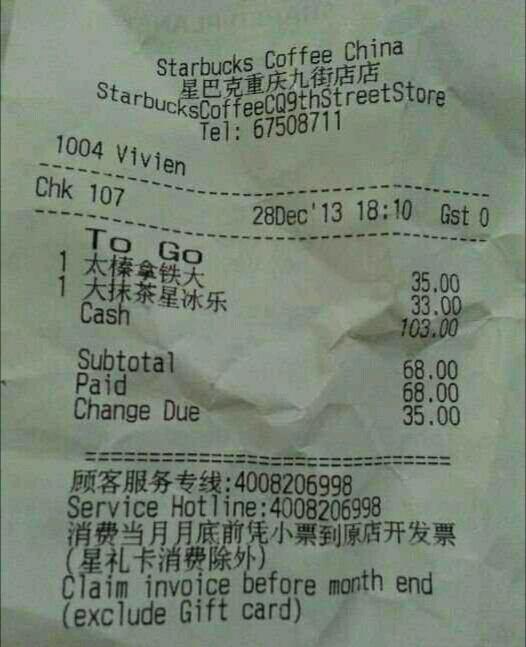 Starbucks Coffee China
星巴克重庆九街店店
StarbucksCoffeeCQ9thStreetStore
Tel: 67508711
1004 Vivien
Chk 107 28Dec'13 18:10 Gst 0
To Go
1 太榛拿铁大 35.00
1 大抹茶星冰乐 33.00
Cash 103.00
Subtotal 68.00
Paid 68.00
Change Due 35.00
顾客服务专线:4008206998
Service Hotline:4008206998
消费当月月底前凭小票到原店开发票
(星礼卡消费除外)
Claim invoice before month end
(exclude Gift card)